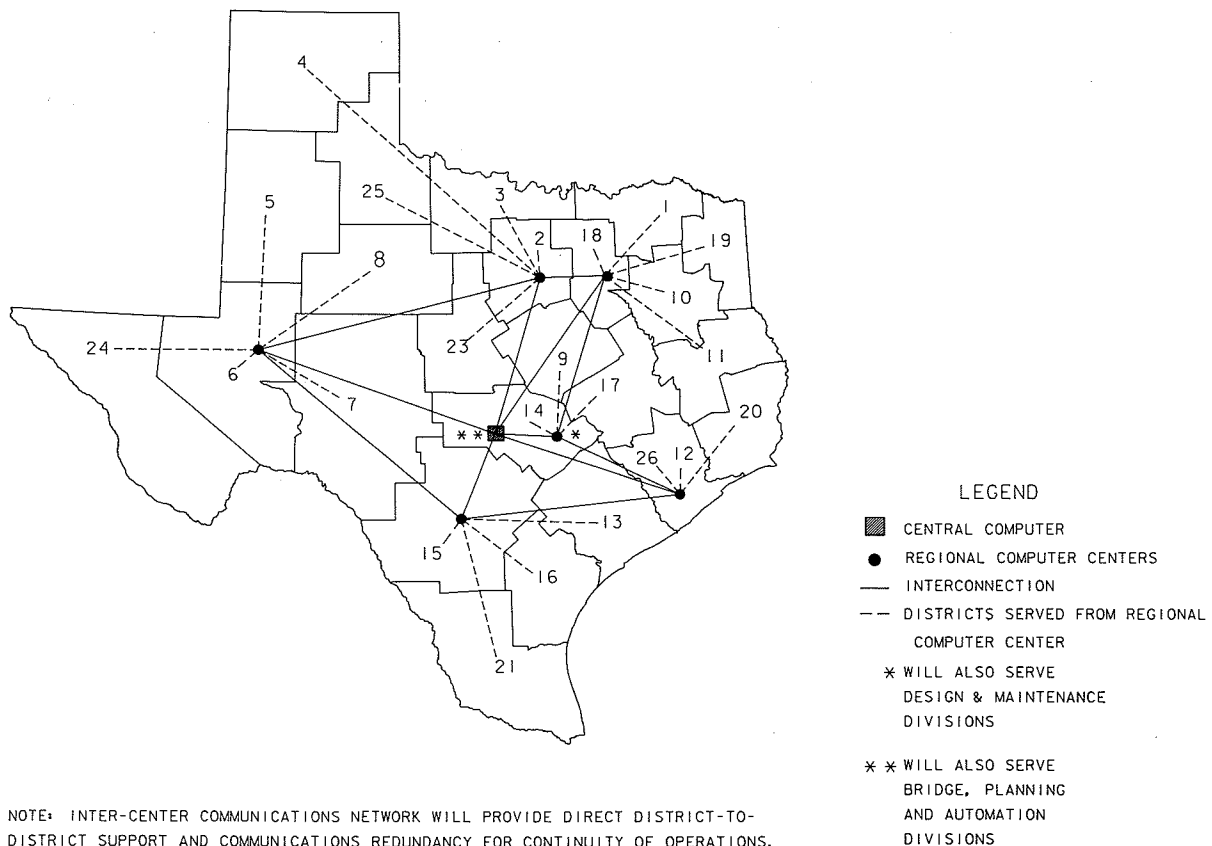 4
25
3
1
5
2
18
19
8
10
24
23
9
11
6
7
17
14
20
* *
*
26
12
13
15
16
21
LEGEND
CENTRAL COMPUTER
REGIONAL COMPUTER CENTERS
INTERCONNECTION
DISTRICTS SERVED FROM REGIONAL
COMPUTER CENTER
* WILL ALSO SERVE
DESIGN & MAINTENANCE
DIVISIONS
* * WILL ALSO SERVE
BRIDGE, PLANNING
AND AUTOMATION
DIVISIONS
NOTE: INTER-CENTER COMMUNICATIONS NETWORK WILL PROVIDE DIRECT DISTRICT-TO-
DISTRICT SUPPORT AND COMMUNICATIONS REDUNDANCY FOR CONTINUITY OF OPERATIONS.